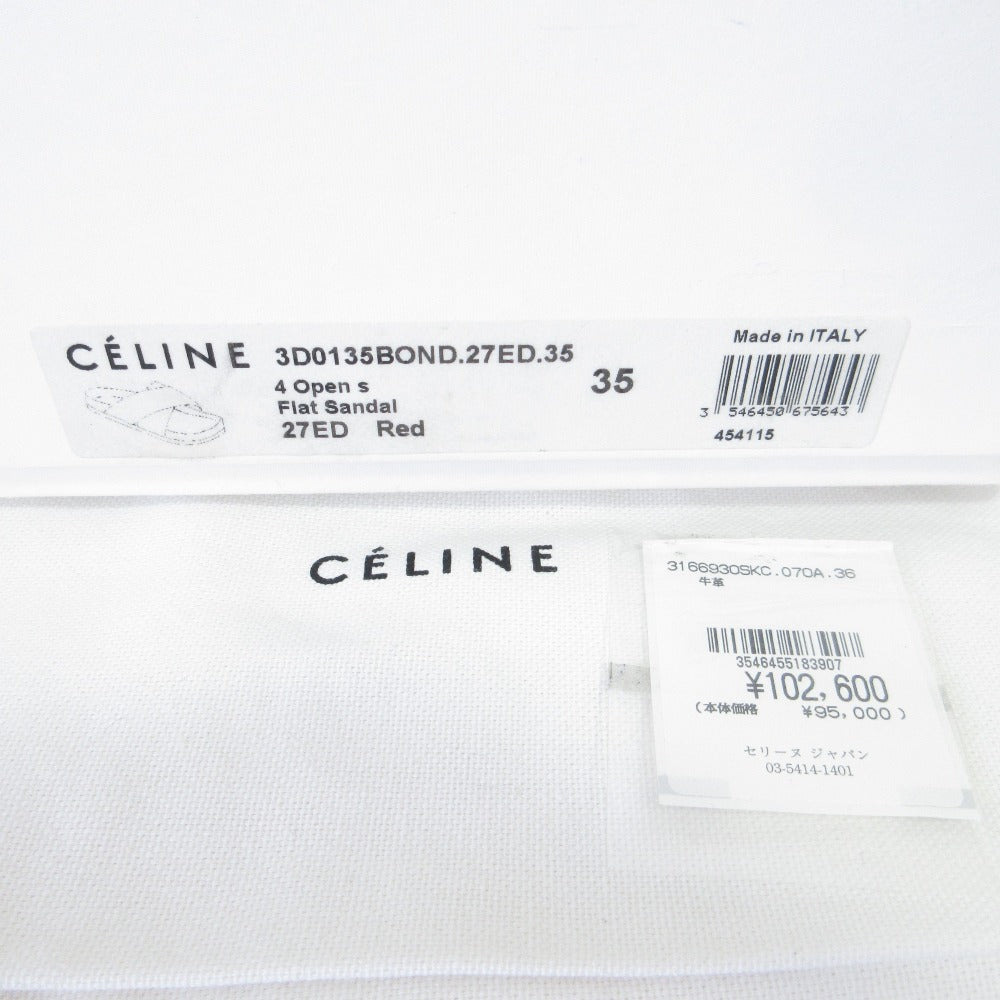 CÉLINE 3D0135BOND.27ED.35
4 Open s
Flat Sandal
27ED Red
35
Made in ITALY
3 546450 675643
454115
CÉLINE
3166930SKC.070A.36
牛革
3546455183907
¥102,600
(本体価格 ¥95,000)
セリーヌ ジャパン
03-5414-1401